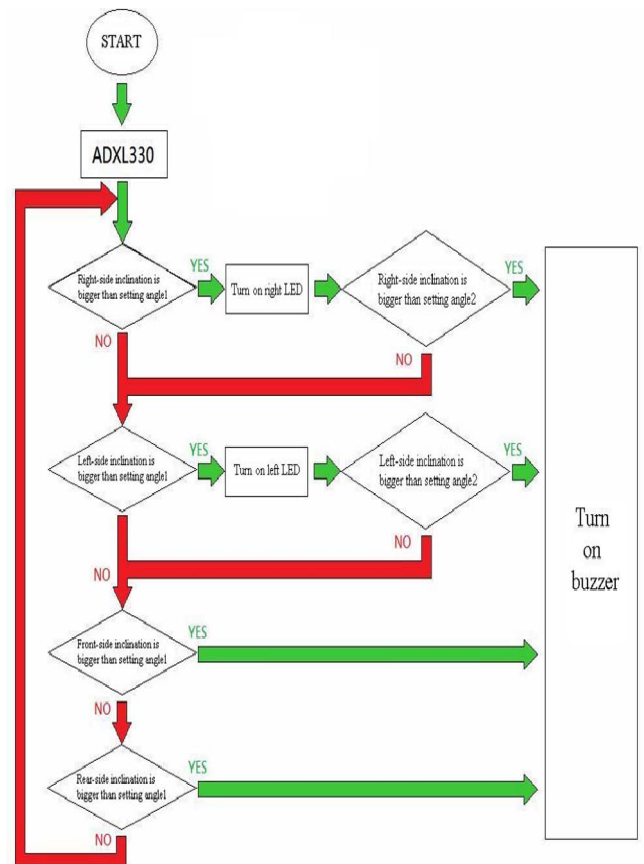 START
ADXL330
Right-side inclination is
bigger than setting angle1
YES
Turn on right LED
Right-side inclination is
bigger than setting angle2
YES
NO
NO
Left-side inclination is
bigger than setting angle1
YES
Turn on left LED
Left-side inclination is
bigger than setting angle2
YES
NO
NO
Turn
on
buzzer
Front-side inclination is
bigger than setting angle1
YES
NO
Rear-side inclination is
bigger than setting angle1
YES
NO